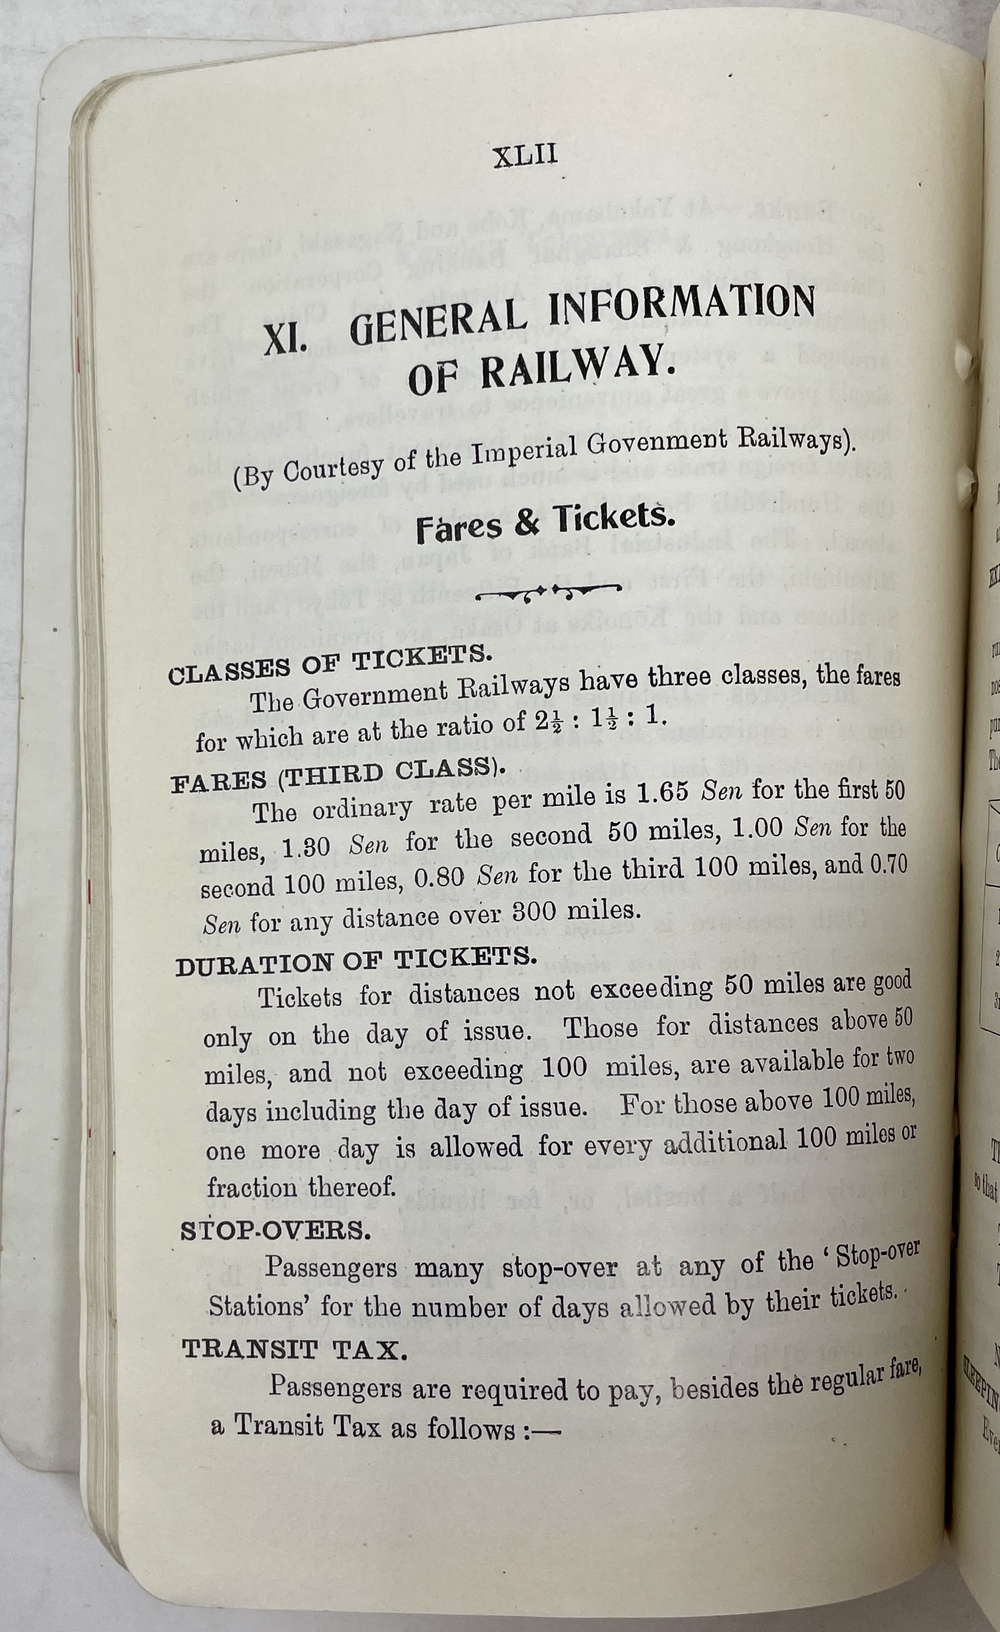 XLII
XI. GENERAL INFORMATION
OF RAILWAY.
(By Courtesy of the Imperial Govenment Railways).
Fares & Tickets.
CLASSES OF TICKETS.
The Government Railways have three classes, the fares
for which are at the ratio of 2½ : 1½ : 1.
FARES (THIRD CLASS).
The ordinary rate per mile is 1.65 Sen for the first 50
miles, 1.30 Sen for the second 50 miles, 1.00 Sen for the
second 100 miles, 0.80 Sen for the third 100 miles, and 0.70
Sen for any distance over 300 miles.
DURATION OF TICKETS.
Tickets for distances not exceeding 50 miles are good
only on the day of issue. Those for distances above 50
miles, and not exceeding 100 miles, are available for two
days including the day of issue. For those above 100 miles,
one more day is allowed for every additional 100 miles or
fraction thereof.
STOP-OVERS.
Passengers many stop-over at any of the ‘Stop-over
Stations’ for the number of days allowed by their tickets.
TRANSIT TAX.
Passengers are required to pay, besides the regular fare,
a Transit Tax as follows :—